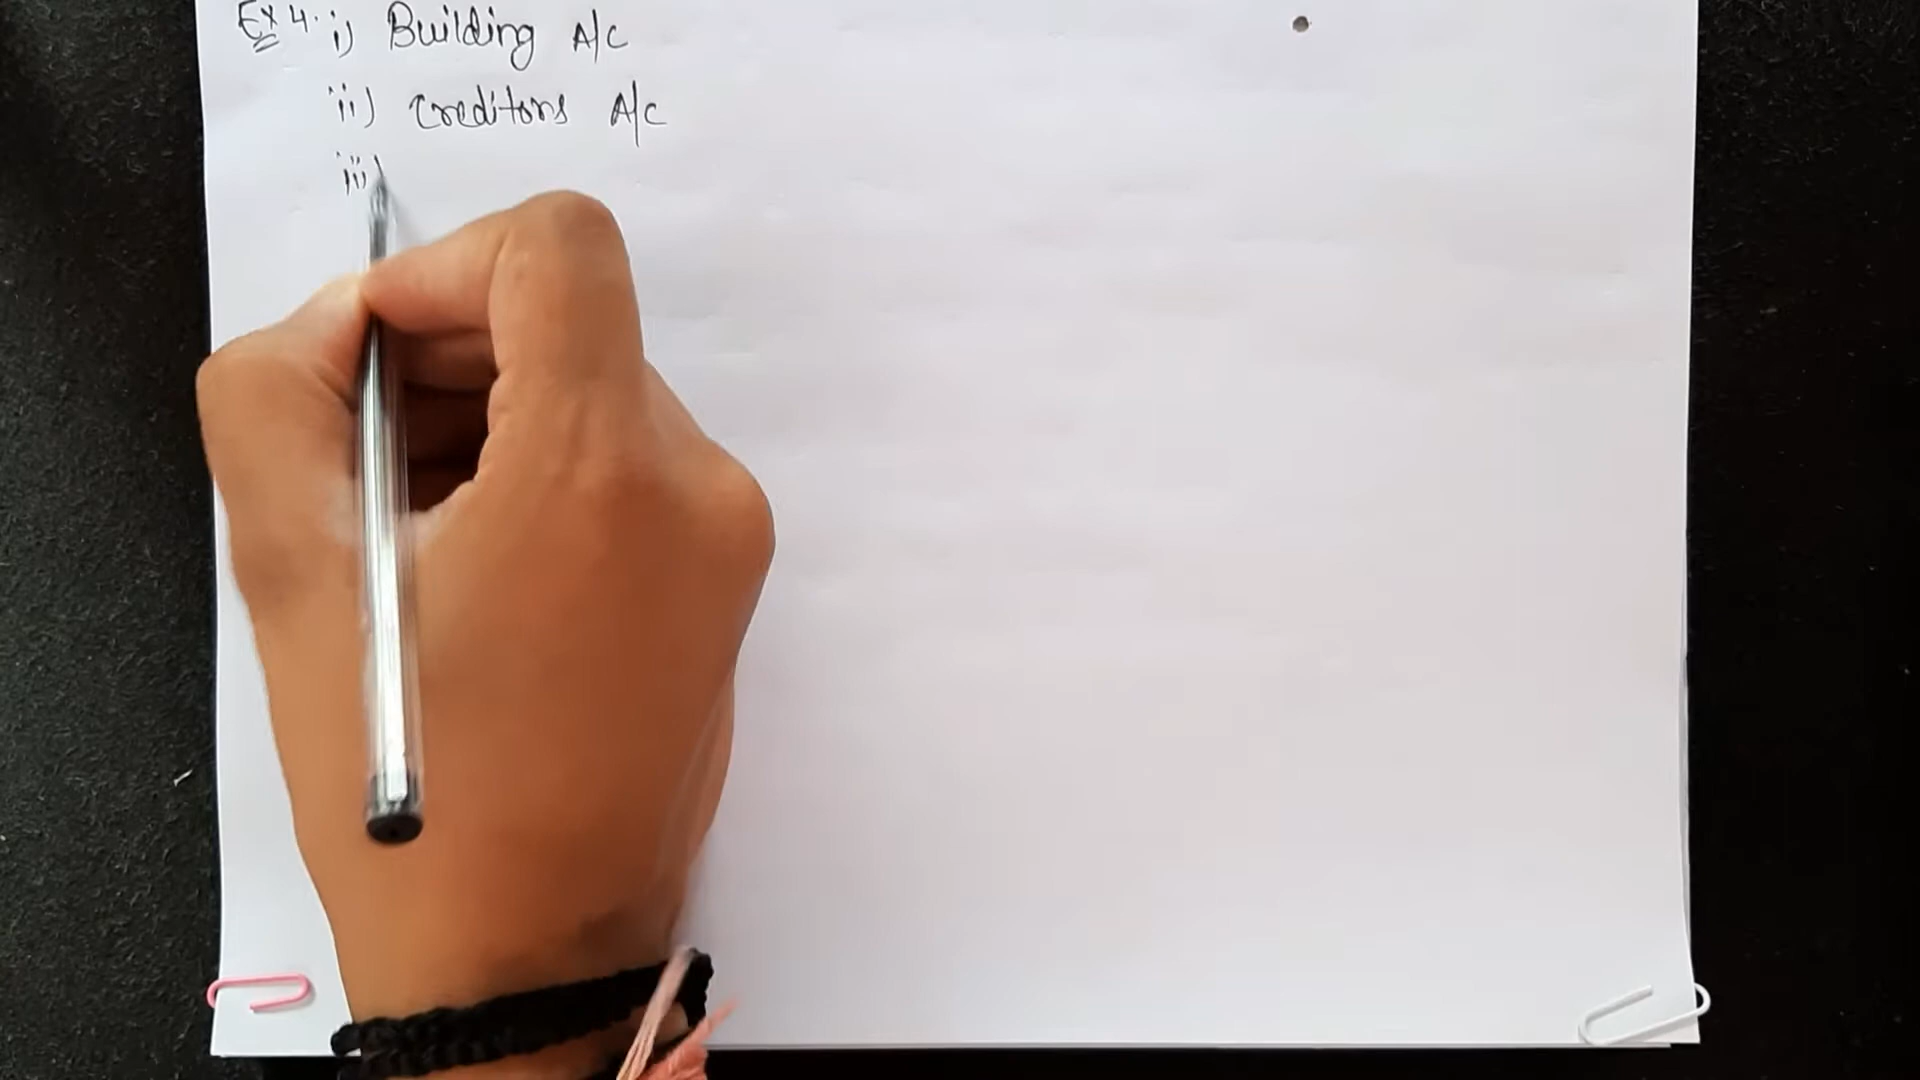 Ex 4. i) Building A/c
ii) Creditors A/c
iii)